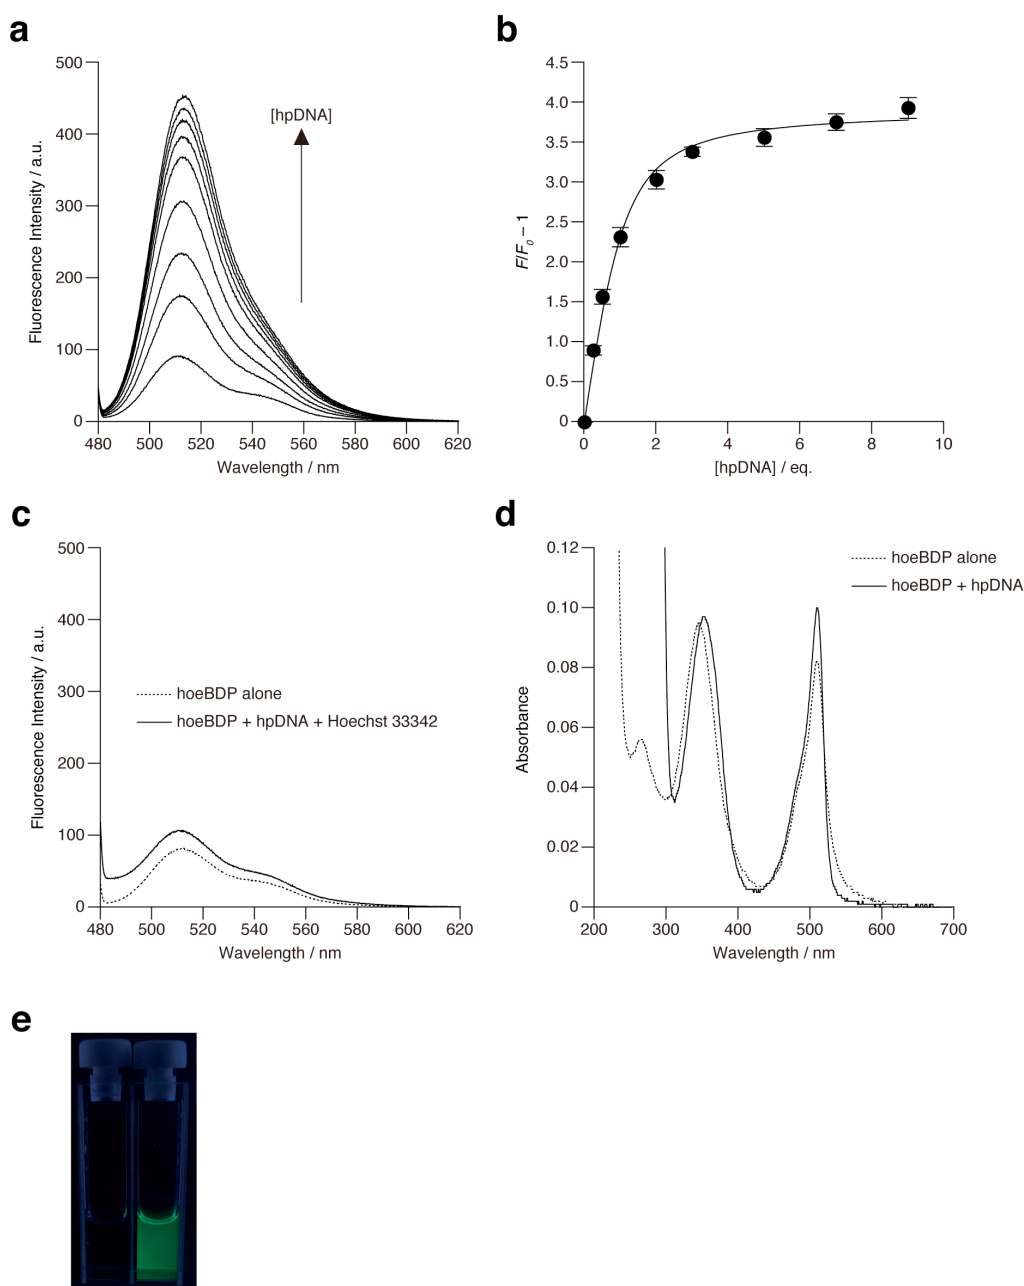 a
500
400
300
200
100
0
480 500 520 540 560 580 600 620
Wavelength / nm
Fluorescence Intensity / a.u.
[hpDNA]
b
4.5
4.0
3.5
3.0
2.5
2.0
1.5
1.0
0.5
0
0 2 4 6 8 10
[hpDNA] / eq.
F/F0 – 1
c
500
400
300
200
100
0
480 500 520 540 560 580 600 620
Wavelength / nm
Fluorescence Intensity / a.u.
hoeBDP alone
hoeBDP + hpDNA + Hoechst 33342
d
0.12
0.10
0.08
0.06
0.04
0.02
0
200 300 400 500 600 700
Wavelength / nm
Absorbance
hoeBDP alone
hoeBDP + hpDNA
e